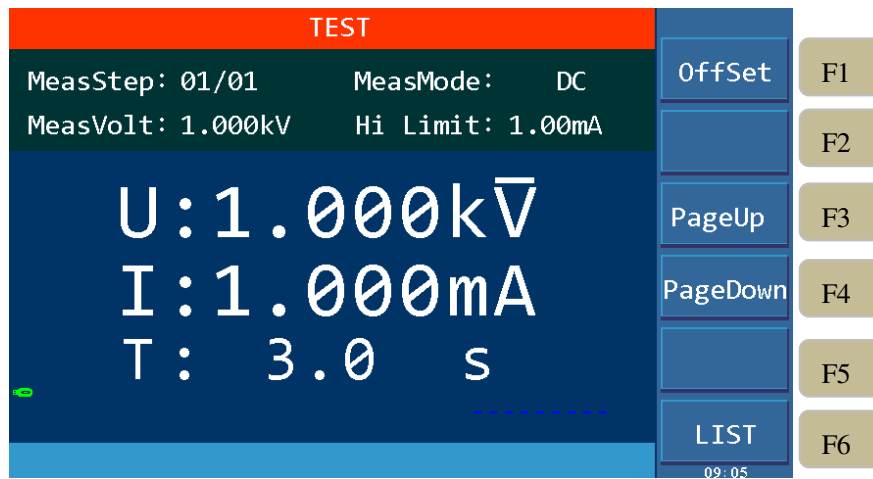 TEST
MeasStep: 01/01 MeasMode: DC
MeasVolt: 1.000kV Hi Limit: 1.00mA
U:1.000kV̅
I:1.000mA
T: 3.0 s
---------
OffSet F1
F2
PageUp F3
PageDown F4
F5
LIST F6
09:05